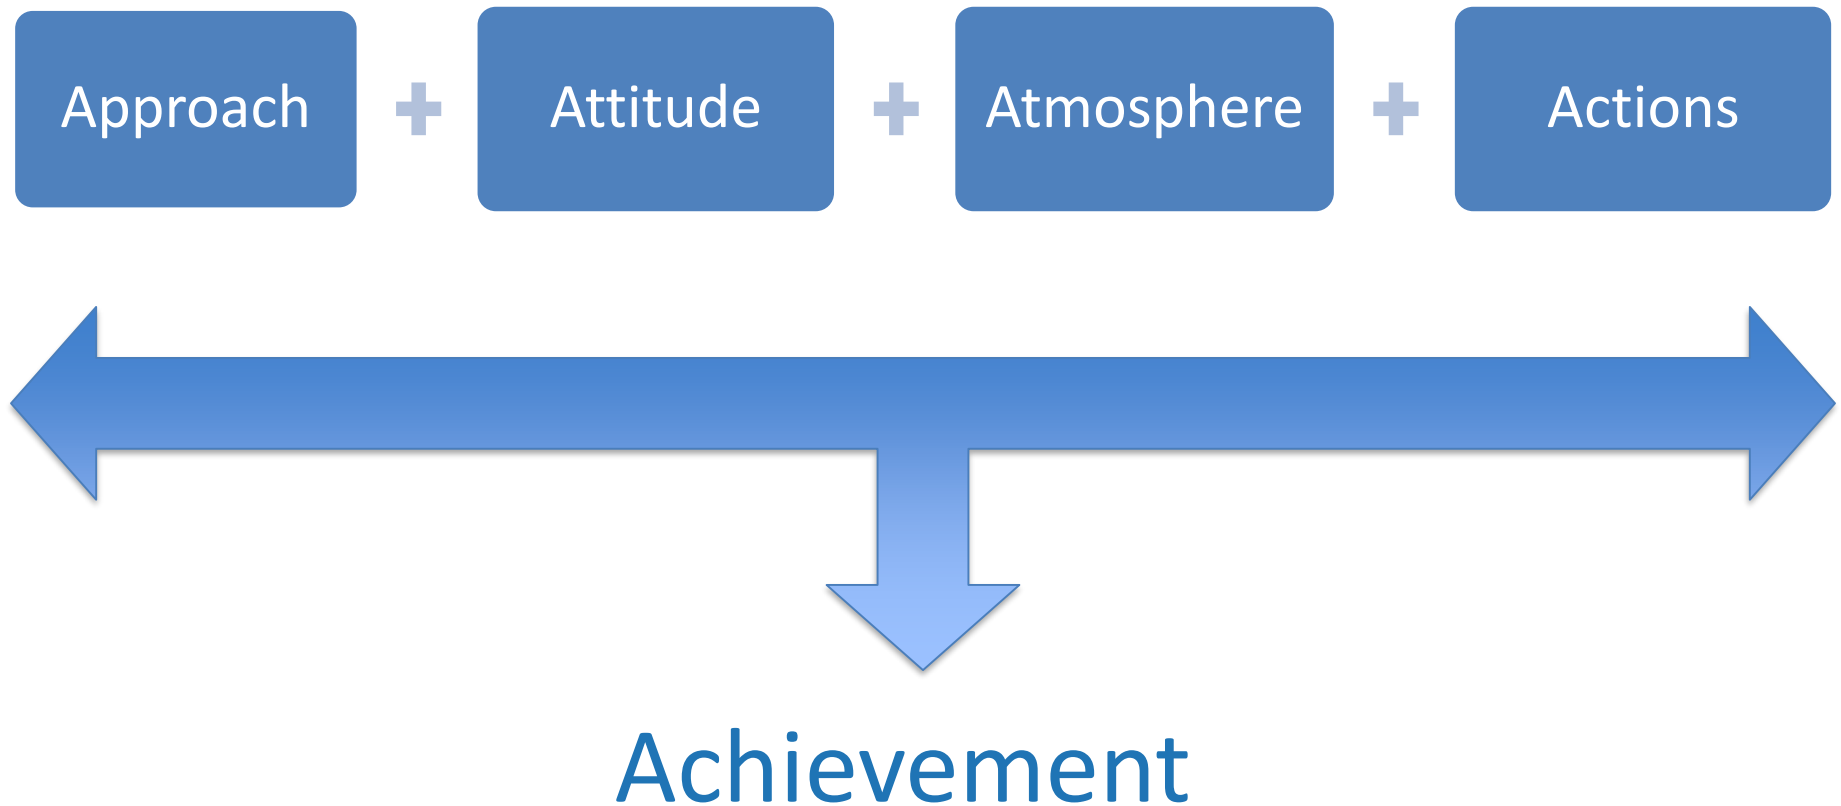 Approach + Attitude + Atmosphere + Actions
Achievement